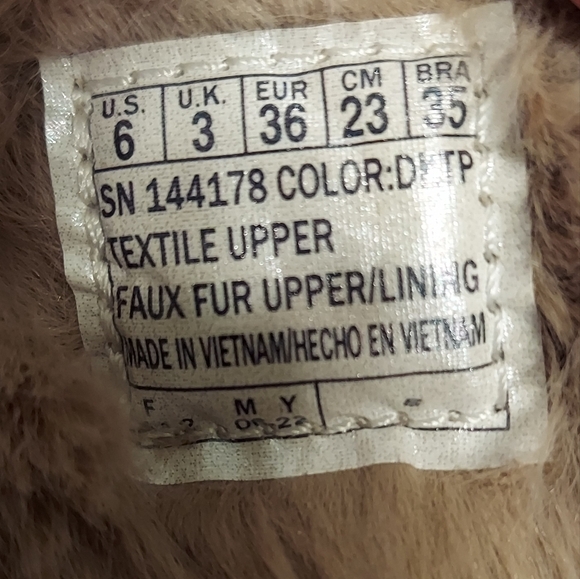 U.S. U.K. EUR CM BRA
6 3 36 23 35
SN 144178 COLOR:
TEXTILE UPPER
FAUX FUR UPPER/LINING
MADE IN VIETNAM/HECHO EN VIETNAM
F M Y